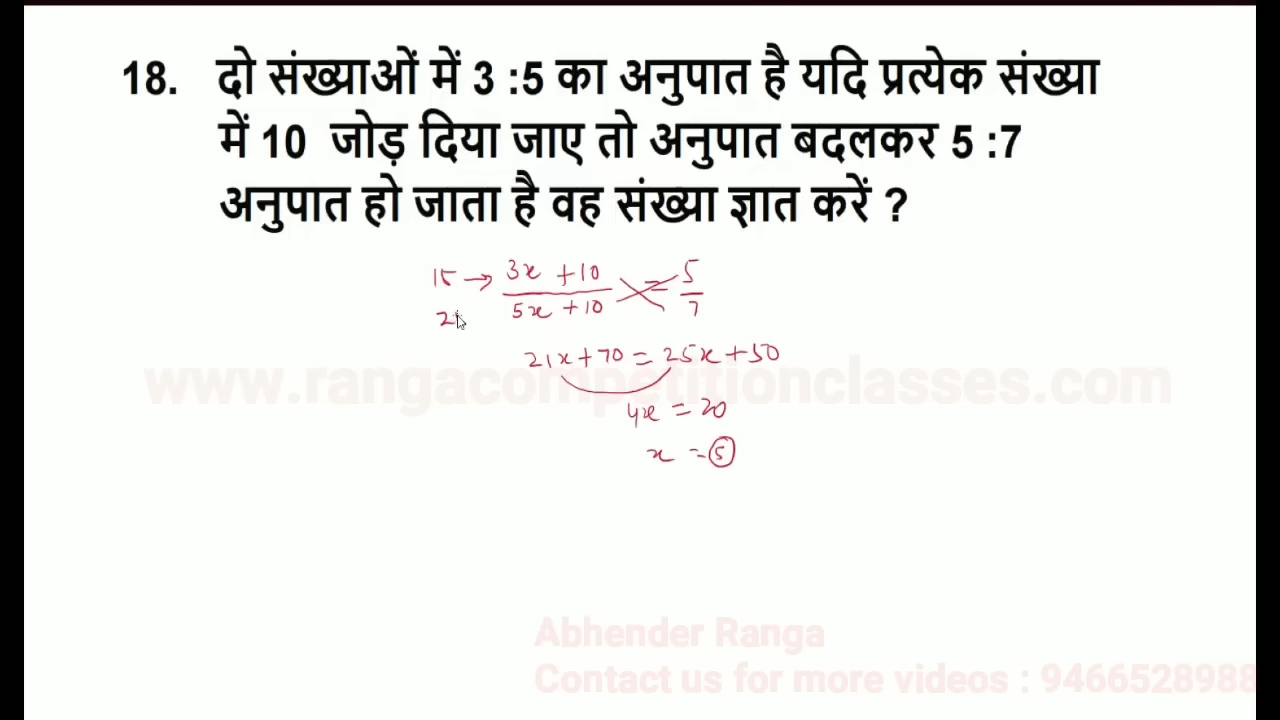 18. दो संख्याओं में 3 :5 का अनुपात है यदि प्रत्येक संख्या
में 10 जोड़ दिया जाए तो अनुपात बदलकर 5 :7
अनुपात हो जाता है वह संख्या ज्ञात करें ?
15 → 3x +10 = 5
2 5x +10 7
21x + 70 = 25x + 50
www.rangacompetitionclasses.com
4x = 20
x = 5
Abhender Ranga
Contact us for more videos : 9466528988